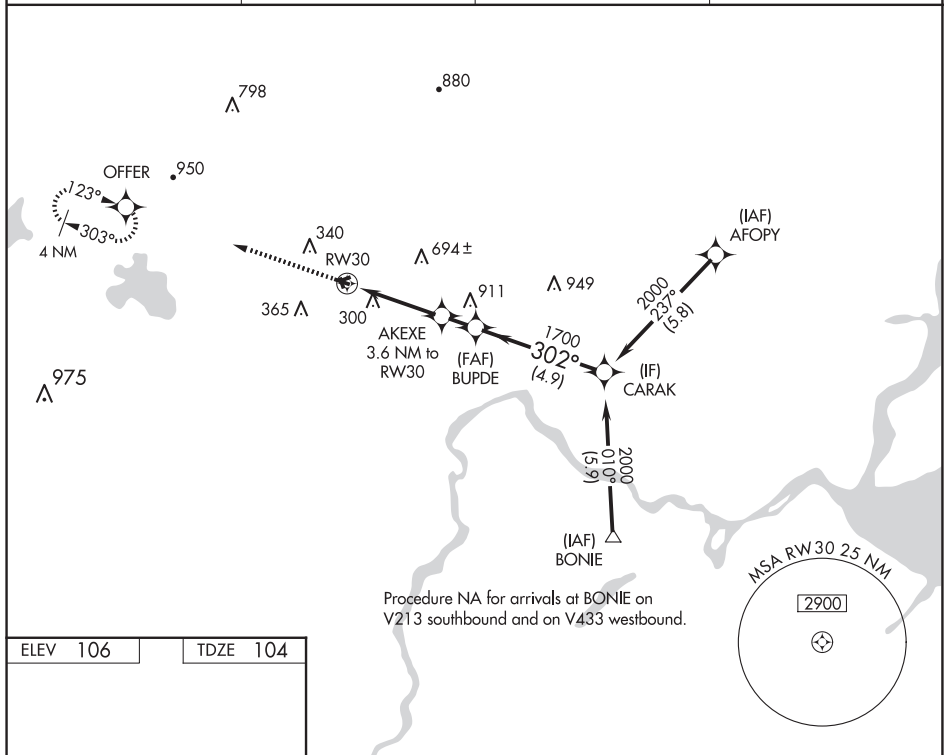 798
880
OFFER
950
123°
303°
4 NM
340
RW30
694±
(IAF)
AFOPY
365
300
911
949
2000
237°
(5.8)
AKEXE
3.6 NM to
RW30
(FAF)
BUPDE
1700
302°
(4.9)
(IF)
CARAK
975
2000
010°
(5.9)
(IAF)
BONIE
Procedure NA for arrivals at BONIE on
V213 southbound and on V433 westbound.
MSA RW30 25 NM
2900
ELEV 106
TDZE 104